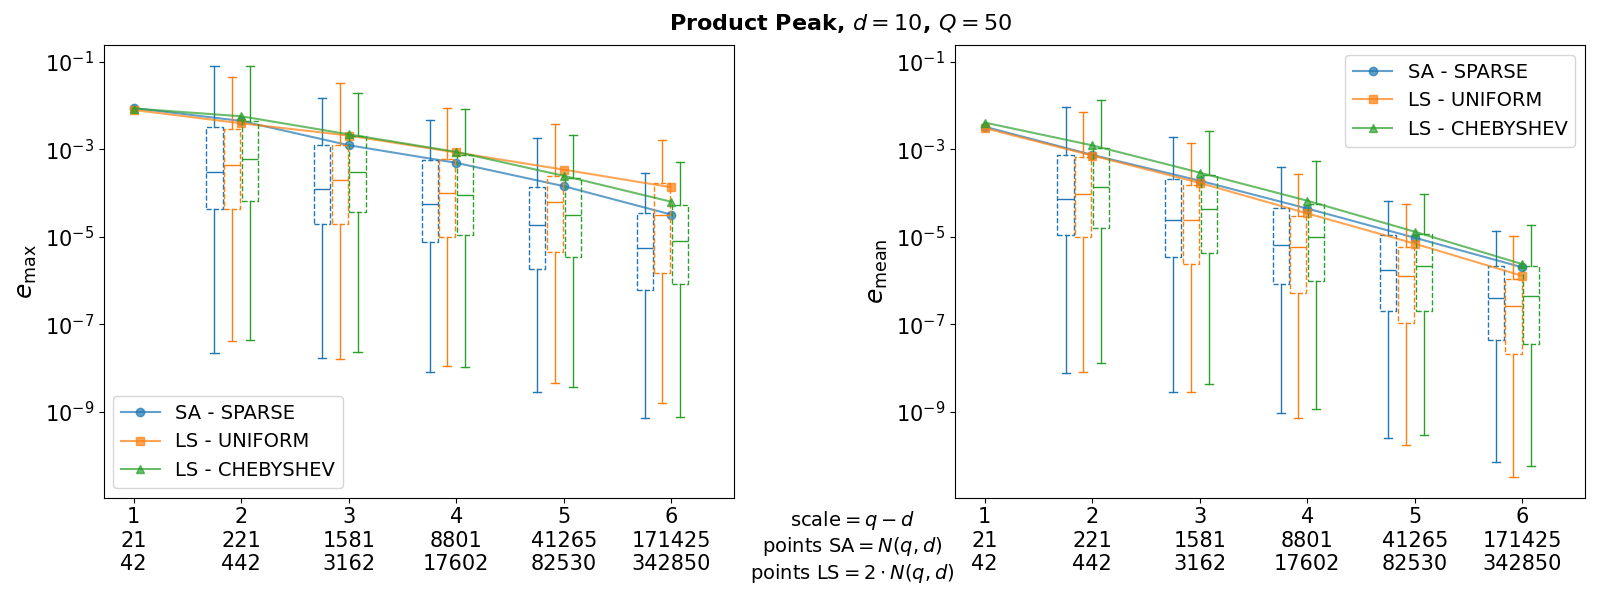 Product Peak, d = 10, Q = 50
10⁻¹
10⁻³
10⁻⁵
10⁻⁷
10⁻⁹
e_max
SA - SPARSE
LS - UNIFORM
LS - CHEBYSHEV
1 2 3 4 5 6
21 221 1581 8801 41265 171425
42 442 3162 17602 82530 342850
scale = q − d
points SA = N(q, d)
points LS = 2 · N(q, d)
10⁻¹
10⁻³
10⁻⁵
10⁻⁷
10⁻⁹
e_mean
SA - SPARSE
LS - UNIFORM
LS - CHEBYSHEV
1 2 3 4 5 6
21 221 1581 8801 41265 171425
42 442 3162 17602 82530 342850